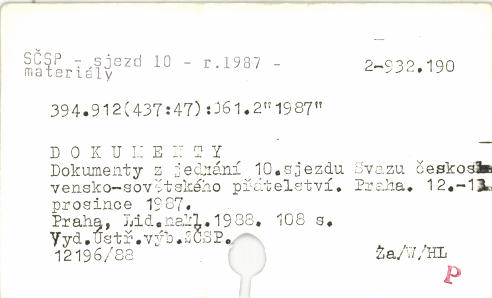 SČSP - sjezd 10 - r.1987 -
materiály
2-932.190
394.912(437:47):061.2"1987"
D O K U M E N T Y
Dokumenty z jednání 10.sjezdu Svazu českoslo-
vensko-sovětského přátelství. Praha. 12.-13.
prosince 1987.
Praha, Lid.nakl.1988. 108 s.
Vyd.Ústř.výb.SČSP.
12196/88
Ža/W/HL
P